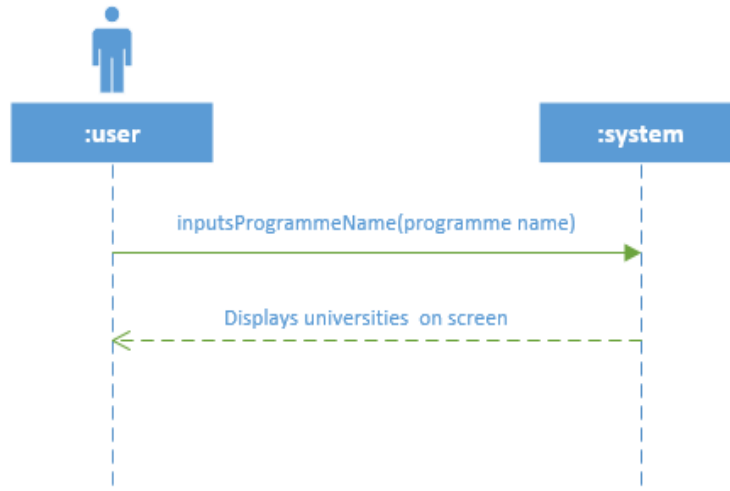 :user
:system
inputsProgrammeName(programme name)
Displays universities  on screen